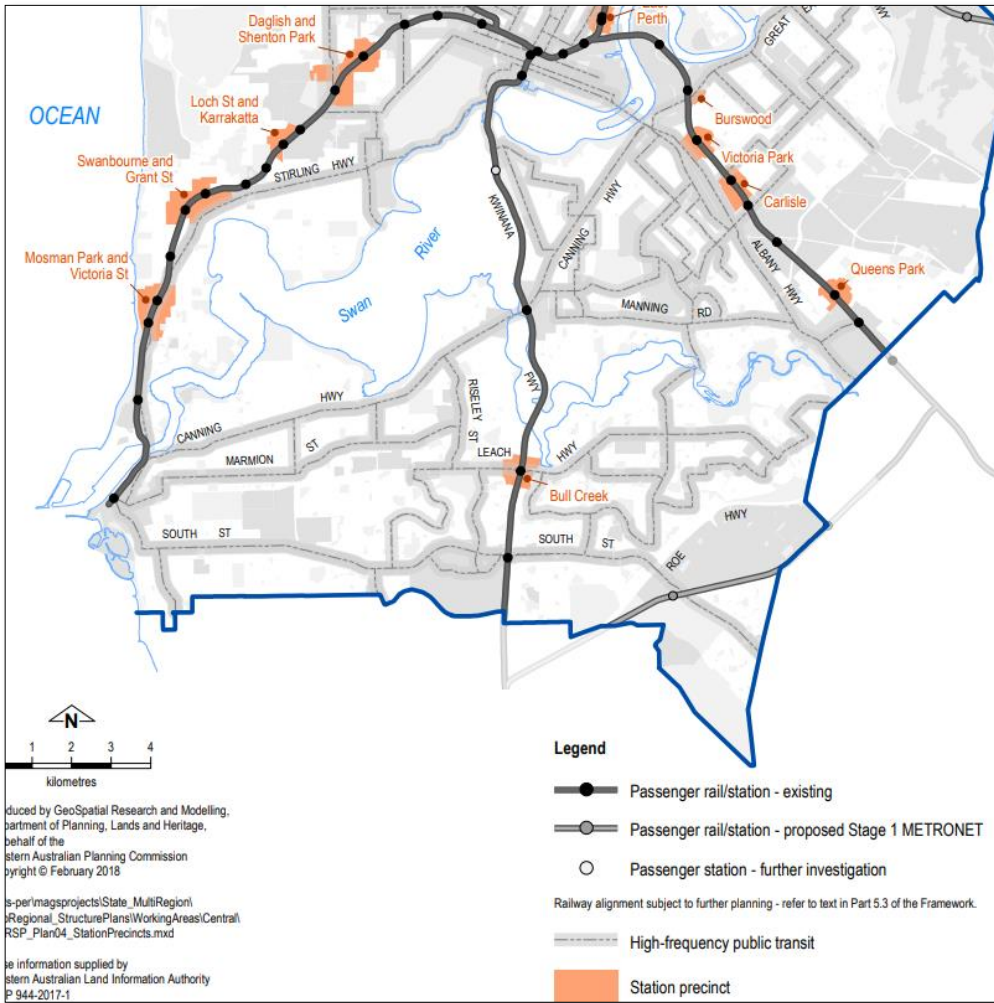 Daglish and
Shenton Park
East
Perth
GREAT
HWY
OCEAN
Loch St and
Karrakatta
Burswood
Swanbourne and
Grant St
STIRLING HWY
Victoria Park
Carlisle
KWINANA
FWY
CANNING
HWY
River
Swan
Mosman Park and
Victoria St
ALBANY
HWY
Queens Park
MANNING RD
CANNING HWY
RISELEY ST
MARMION ST
LEACH HWY
Bull Creek
SOUTH ST
SOUTH ST
ROE HWY
N
1 2 3 4
kilometres
oduced by GeoSpatial Research and Modelling,
partment of Planning, Lands and Heritage,
behalf of the
stern Australian Planning Commission
pyright © February 2018
s-per\magsprojects\State_MultiRegion\
Regional_StructurePlans\WorkingAreas\Central\
RSP_Plan04_StationPrecincts.mxd
se information supplied by
stern Australian Land Information Authority
P 944-2017-1
Legend
Passenger rail/station - existing
Passenger rail/station - proposed Stage 1 METRONET
Passenger station - further investigation
Railway alignment subject to further planning - refer to text in Part 5.3 of the Framework.
High-frequency public transit
Station precinct